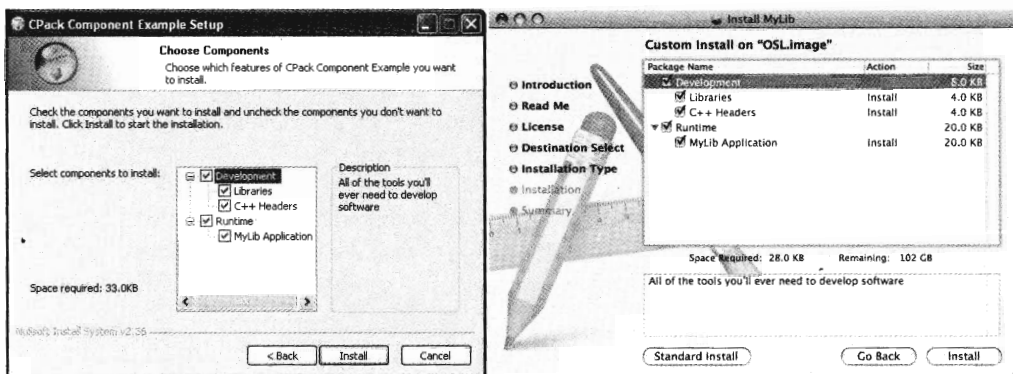 CPack Component Example Setup
Choose Components
Choose which features of CPack Component Example you want
to install.
Check the components you want to install and uncheck the components you don't want to
install. Click Install to start the installation.
Select components to install:
Development
Libraries
C++ Headers
Runtime
MyLib Application
Description
All of the tools you'll
ever need to develop
software
Space required: 33.0KB
Nullsoft Install System v2.36
< Back
Install
Cancel
Install MyLib
Custom Install on "OSL.image"
Introduction
Read Me
License
Destination Select
Installation Type
Installation
Summary
Package Name Action Size
Development 8.0 KB
Libraries Install 4.0 KB
C++ Headers Install 4.0 KB
Runtime 20.0 KB
MyLib Application Install 20.0 KB
Space Required: 28.0 KB Remaining: 102 GB
All of the tools you'll ever need to develop software
Standard Install
Go Back
Install